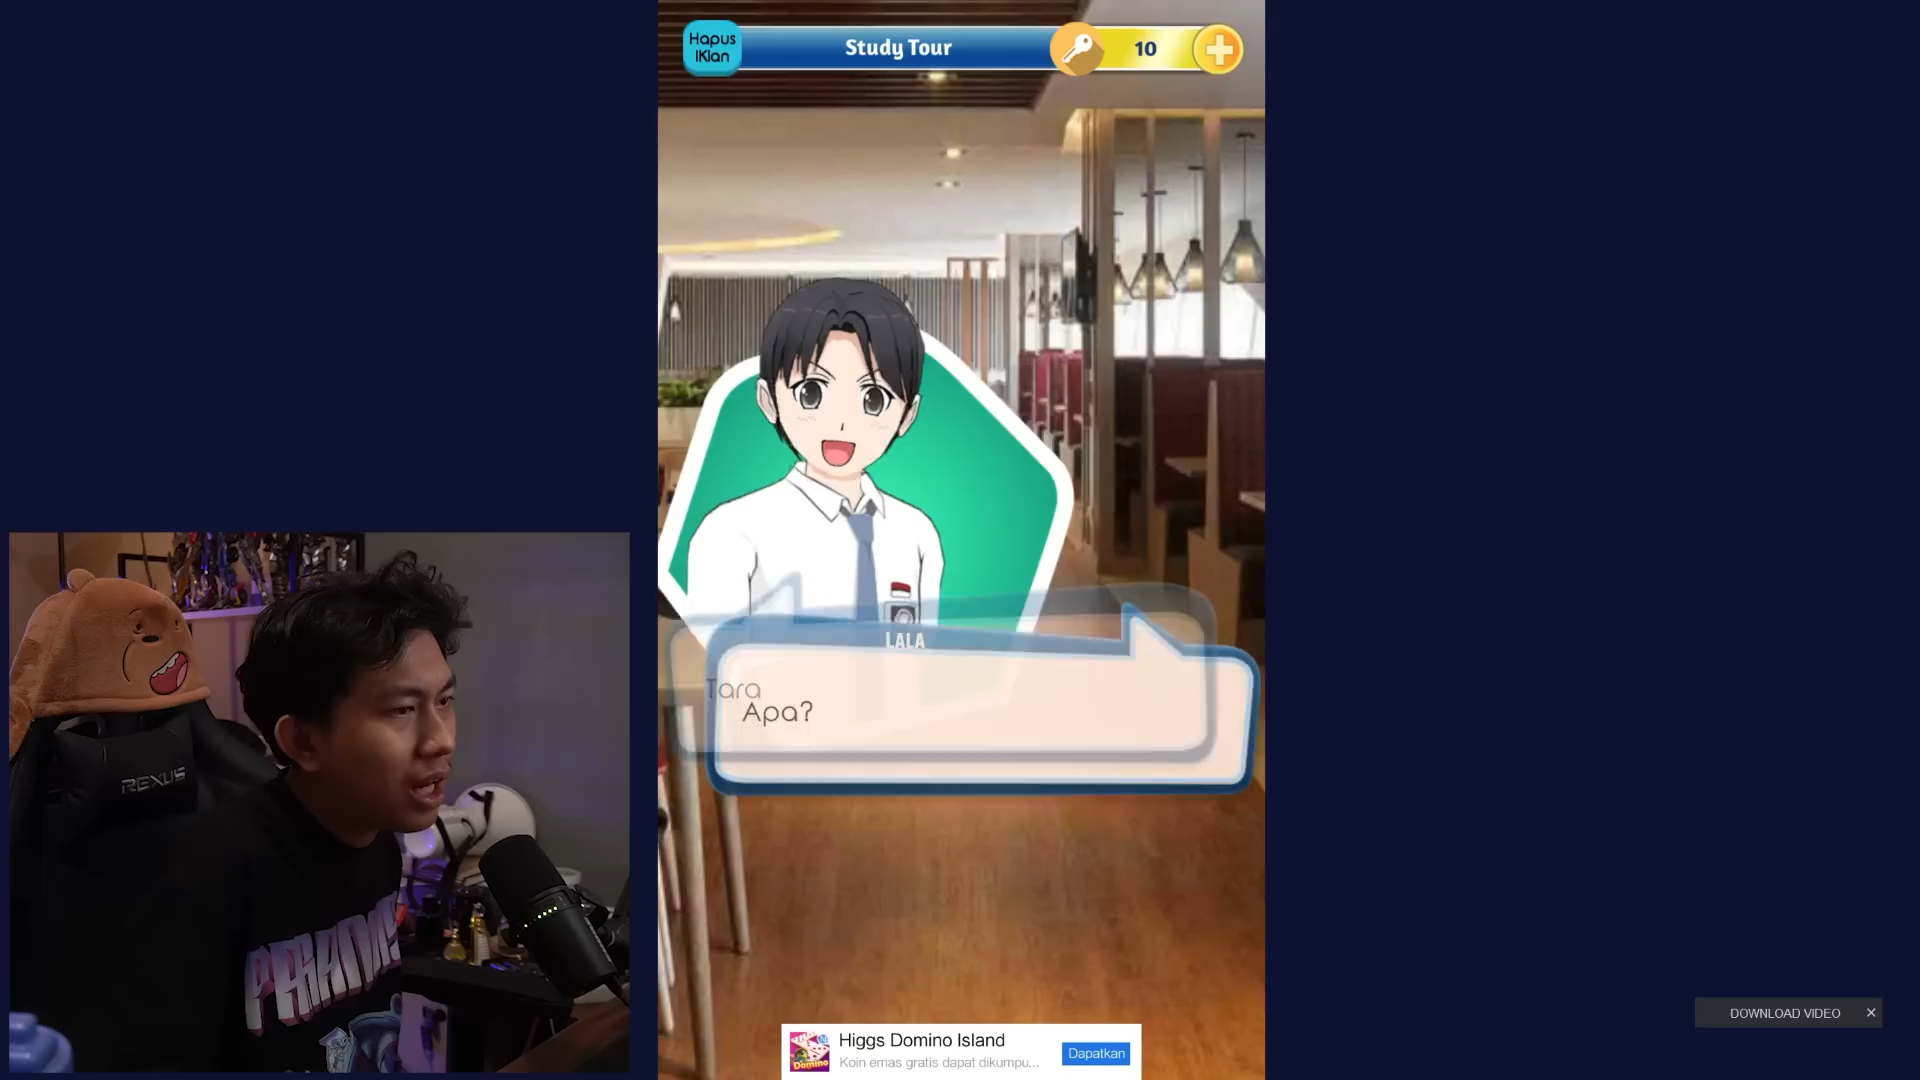 Hapus
IKlan
Study Tour
10
LALA
Tara
Apa?
REXUS
Higgs Domino Island
Koin emas gratis dapat dikumpu...
Dapatkan
Domino
DOWNLOAD VIDEO